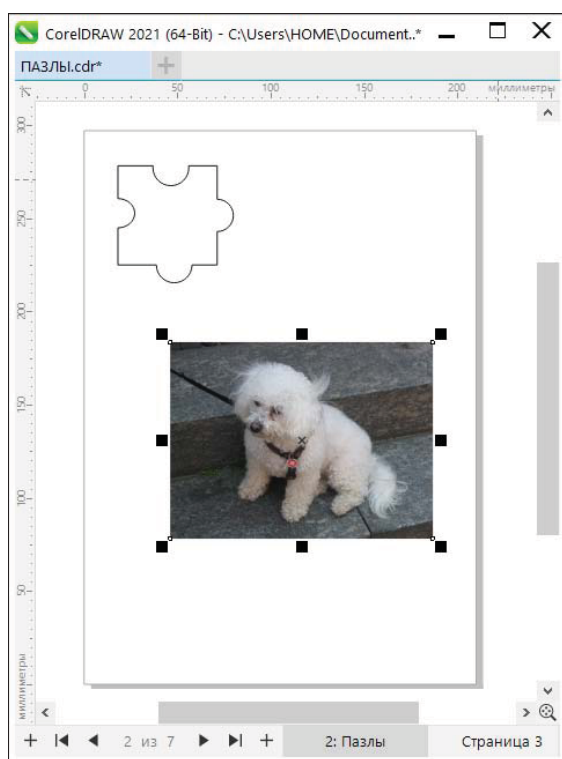 CorelDRAW 2021 (64-Bit) - C:\Users\HOME\Document..*
ПАЗЛЫ.cdr*
0 50 100 150 200 миллиметры
300
250
200
150
100
50
миллиметры
2 из 7 2: Пазлы Страница 3